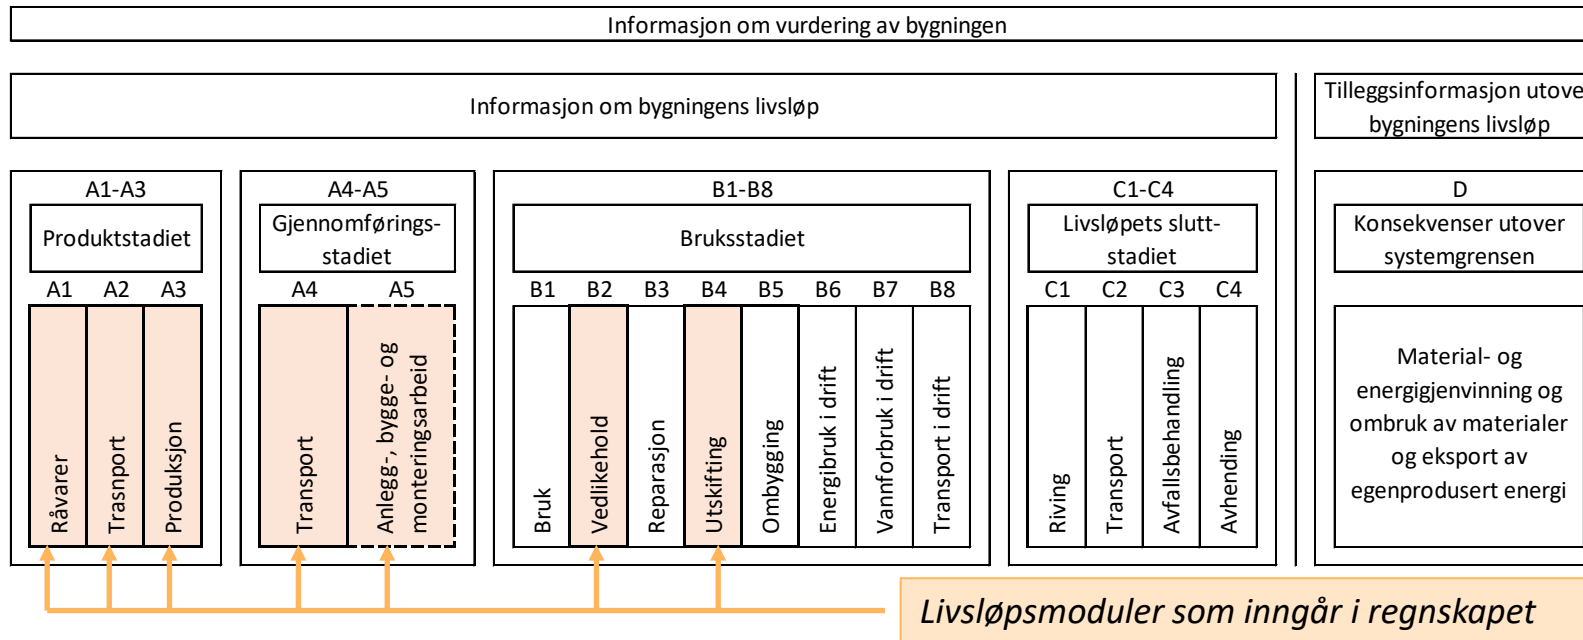 Informasjon om vurdering av bygningen
Informasjon om bygningens livsløp
Tilleggsinformasjon utove
bygningens livsløp
A1-A3
Produktstadiet
A1 A2 A3
Råvarer
Trasnport
Produksjon
A4-A5
Gjennomførings-
stadiet
A4 A5
Transport
Anlegg-, bygge- og
monteringsarbeid
B1-B8
Bruksstadiet
B1 B2 B3 B4 B5 B6 B7 B8
Bruk
Vedlikehold
Reparasjon
Utskifting
Ombygging
Energibruk i drift
Vannforbruk i drift
Transport i drift
C1-C4
Livsløpets slutt-
stadiet
C1 C2 C3 C4
Riving
Transport
Avfallsbehandling
Avhending
D
Konsekvenser utover
systemgrensen
Material- og
energigjenvinning og
ombruk av materialer
og eksport av
egenprodusert energi
Livsløpsmoduler som inngår i regnskapet